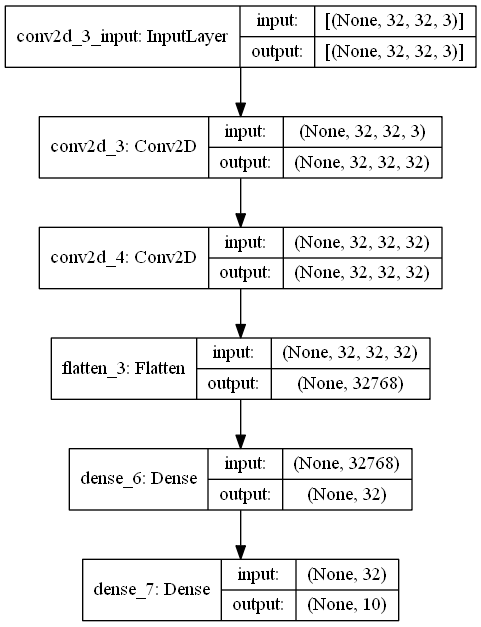 conv2d_3_input: InputLayer
input: [(None, 32, 32, 3)]
output: [(None, 32, 32, 3)]
conv2d_3: Conv2D
input: (None, 32, 32, 3)
output: (None, 32, 32, 32)
conv2d_4: Conv2D
input: (None, 32, 32, 32)
output: (None, 32, 32, 32)
flatten_3: Flatten
input: (None, 32, 32, 32)
output: (None, 32768)
dense_6: Dense
input: (None, 32768)
output: (None, 32)
dense_7: Dense
input: (None, 32)
output: (None, 10)